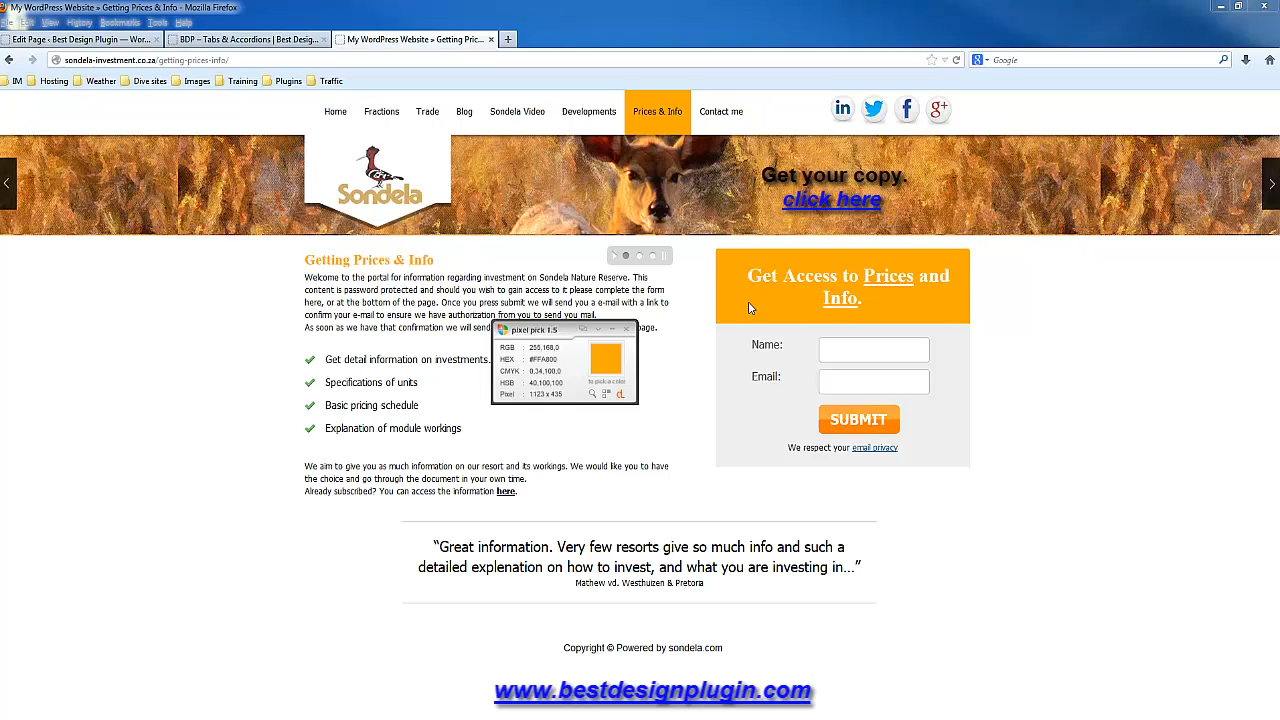 My WordPress Website » Getting Prices & Info - Mozilla Firefox
File Edit View History Bookmarks Tools Help
Edit Page ‹ Best Design Plugin — Wor... ×
BDP – Tabs & Accordions | Best Desig... ×
My WordPress Website » Getting Pric... ×
sondela-investment.co.za/getting-prices-info/
Google
IM Hosting Weather Dive sites Images Training Plugins Traffic
Home Fractions Trade Blog Sondela Video Developments Prices & Info Contact me
in f g+
Sondela
Get your copy.
click here
Getting Prices & Info
Welcome to the portal for information regarding investment on Sondela Nature Reserve. This
content is password protected and should you wish to gain access to it please complete the form
here, or at the bottom of the page. Once you press submit we will send you a e-mail with a link to
confirm your e-mail to ensure we have authorization from you to send you mail.
As soon as we have that confirmation we will send page.
Get detail information on investments.
Specifications of units
Basic pricing schedule
Explanation of module workings
pixel pick 1.5
RGB : 255,168,0
HEX : #FFA800
CMYK : 0,34,100,0
HSB : 40,100,100
Pixel : 1123 x 435
to pick a color
cL
We aim to give you as much information on our resort and its workings. We would like you to have
the choice and go through the document in your own time.
Already subscribed? You can access the information here.
Get Access to Prices and
Info.
Name:
Email:
SUBMIT
We respect your email privacy
“Great information. Very few resorts give so much info and such a
detailed explenation on how to invest, and what you are investing in...”
Mathew vd. Westhuizen & Pretoria
Copyright © Powered by sondela.com
www.bestdesignplugin.com